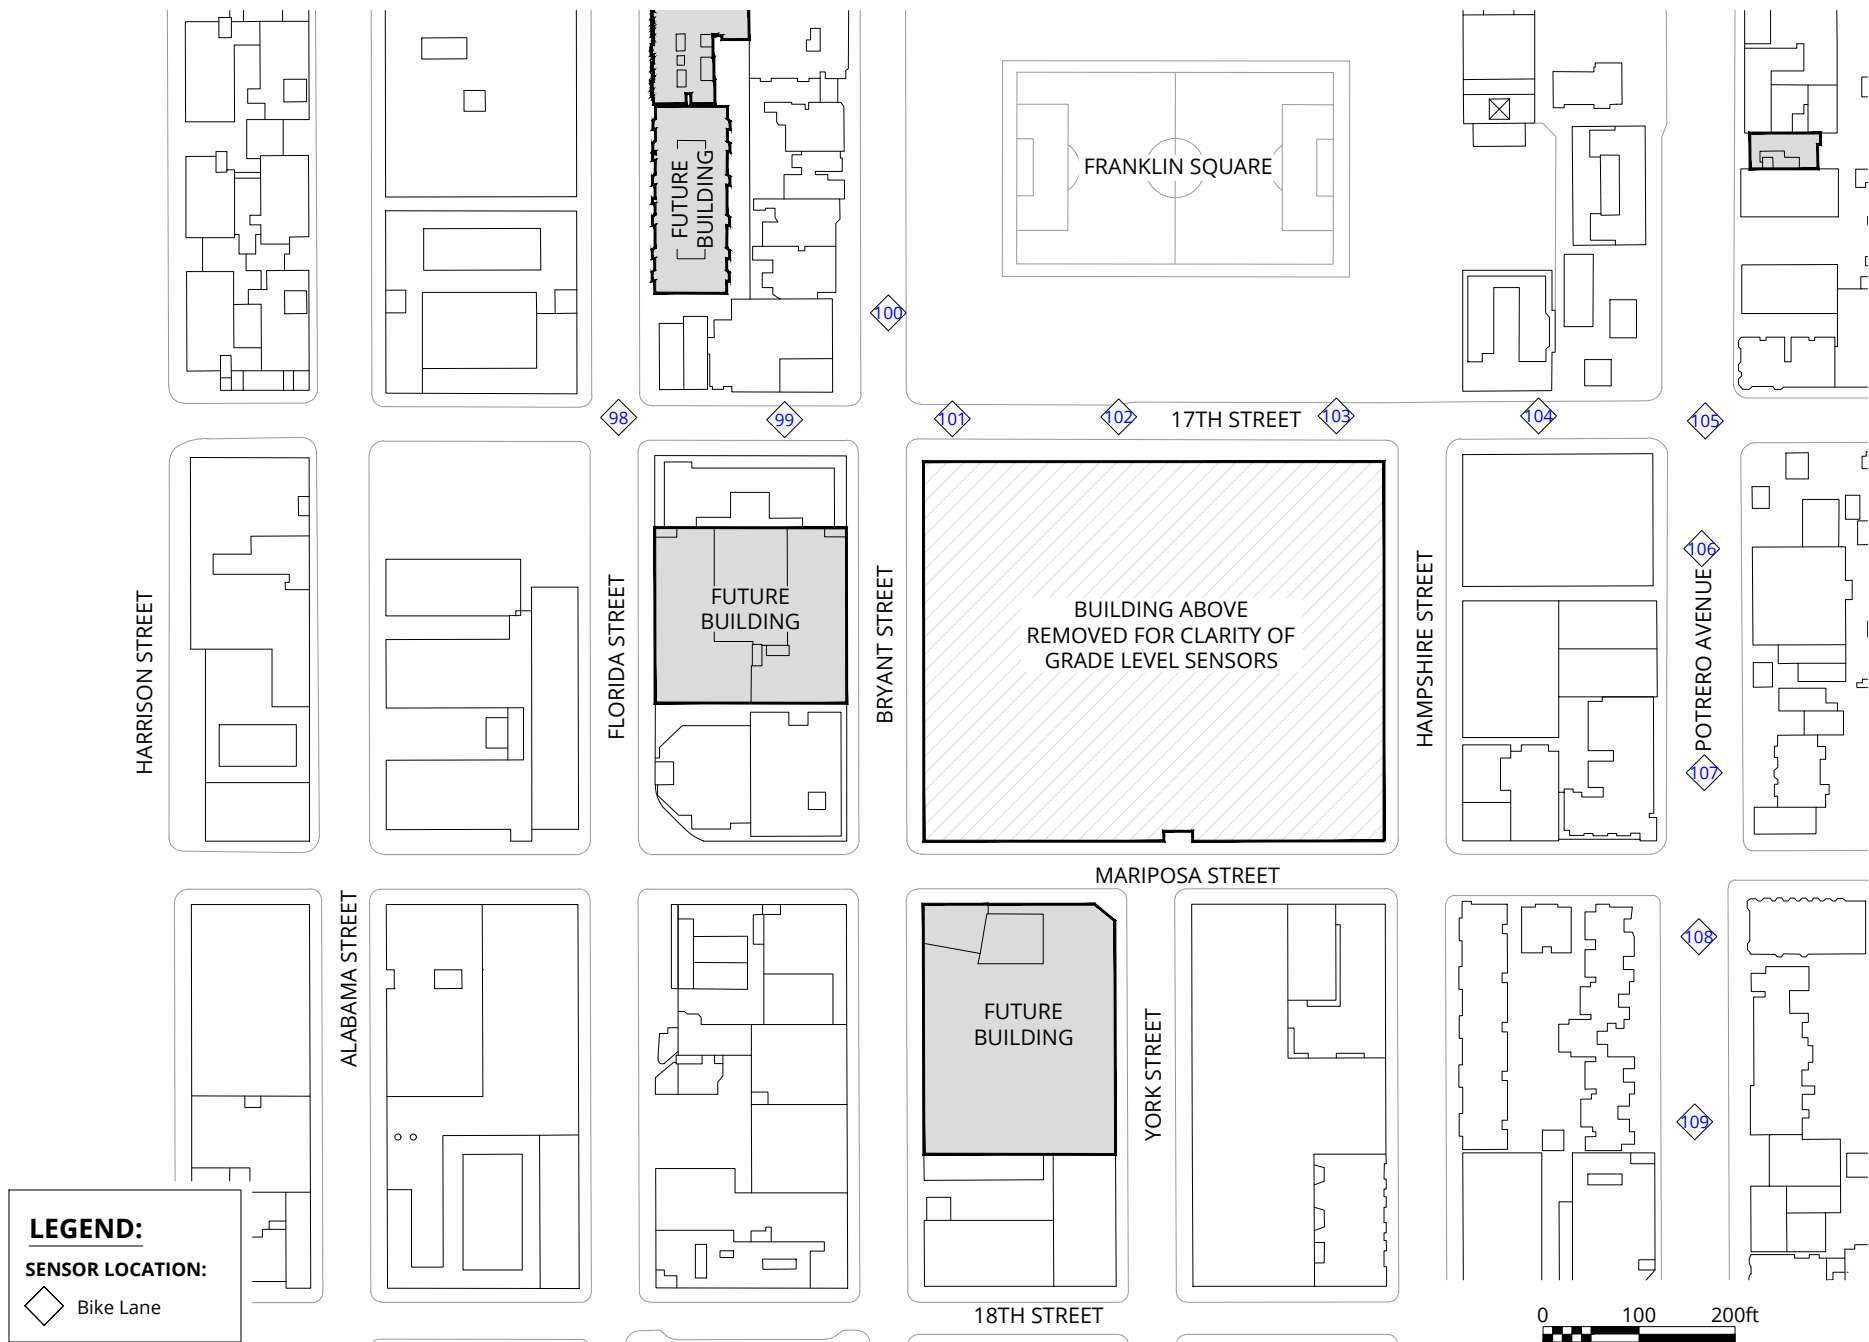 FUTURE
BUILDING
FRANKLIN SQUARE
100
98
99
101
102
17TH STREET
103
104
105
HARRISON STREET
FLORIDA STREET
FUTURE
BUILDING
BRYANT STREET
BUILDING ABOVE
REMOVED FOR CLARITY OF
GRADE LEVEL SENSORS
HAMPSHIRE STREET
106
POTRERO AVENUE
107
MARIPOSA STREET
ALABAMA STREET
FUTURE
BUILDING
YORK STREET
108
109
LEGEND:
SENSOR LOCATION:
Bike Lane
18TH STREET
0 100 200ft